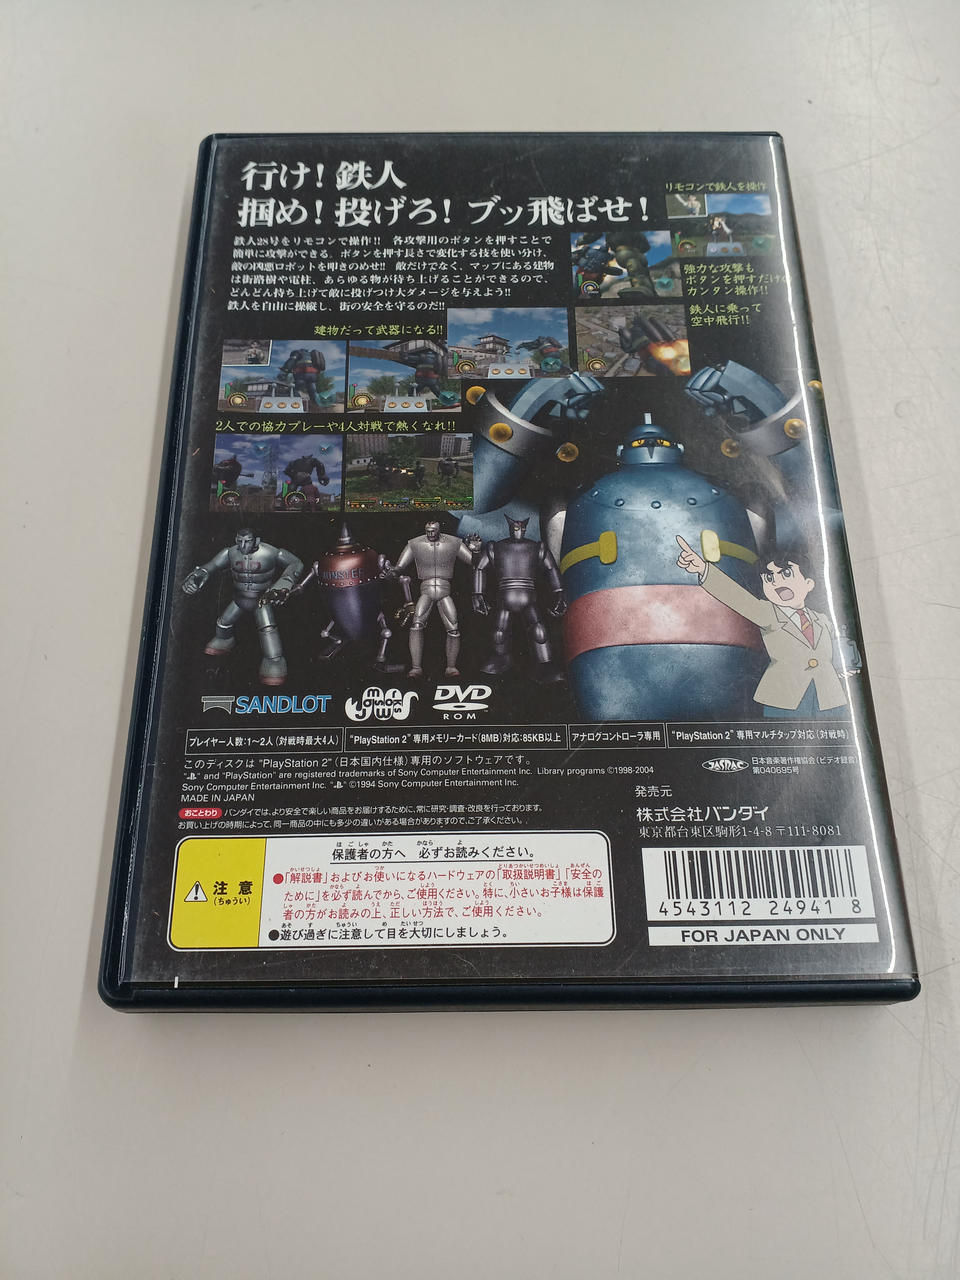 行け！鉄人
掴め！投げろ！ブッ飛ばせ！
鉄人28号をリモコンで操作!! 各攻撃用のボタンを押すことで
簡単に攻撃ができる。ボタンを押す長さで変化する技を使い分け、
敵の凶悪ロボットを叩きのめせ!! 敵だけでなく、マップにある建物
は街路樹や電柱、あらゆる物が持ち上げることができるので、
どんどん持ち上げて敵に投げつけ大ダメージを与えよう!!
鉄人を自由に操縦し、街の安全を守るのだ!!
リモコンで鉄人を操作
強力な攻撃も
ボタンを押すだけ
カンタン操作!!
鉄人に乗って
空中飛行!!
建物だって武器になる!!
2人での協力プレーや4人対戦で熱くなれ!!
MONSTER
SANDLOT
DVD
ROM
プレイヤー人数：1～2人（対戦時最大4人）
"PlayStation 2"専用メモリーカード（8MB）対応：85KB以上
アナログコントローラ専用
"PlayStation 2"専用マルチタップ対応（対戦時）
このディスクは"PlayStation 2"（日本国内仕様）専用のソフトウェアです。
" " and "PlayStation" are registered trademarks of Sony Computer Entertainment Inc. Library programs ©1998-2004
Sony Computer Entertainment Inc. " " ©1994 Sony Computer Entertainment Inc.
MADE IN JAPAN
JASRAC
日本音楽著作権協会（ビデオ録音）
第040695号
おことわり バンダイでは、より安全で楽しい商品をお届けするために、常に研究・調査・改良を行っております。
お買い上げの時期によって、同一商品の中にも多少の違いがある場合がありますので、ご了承ください。
発売元
株式会社バンダイ
東京都台東区駒形1-4-8 〒111-8081
注意
（ちゅうい）
保護者の方へ 必ずお読みください。
●「解説書」およびお使いになるハードウェアの「取扱説明書」「安全の
ために」を必ず読んでから、ご使用ください。特に、小さいお子様は保護
者の方がお読みの上、正しい方法で、ご使用ください。
●遊び過ぎに注意して目を大切にしましょう。
4543112 24941 8
FOR JAPAN ONLY